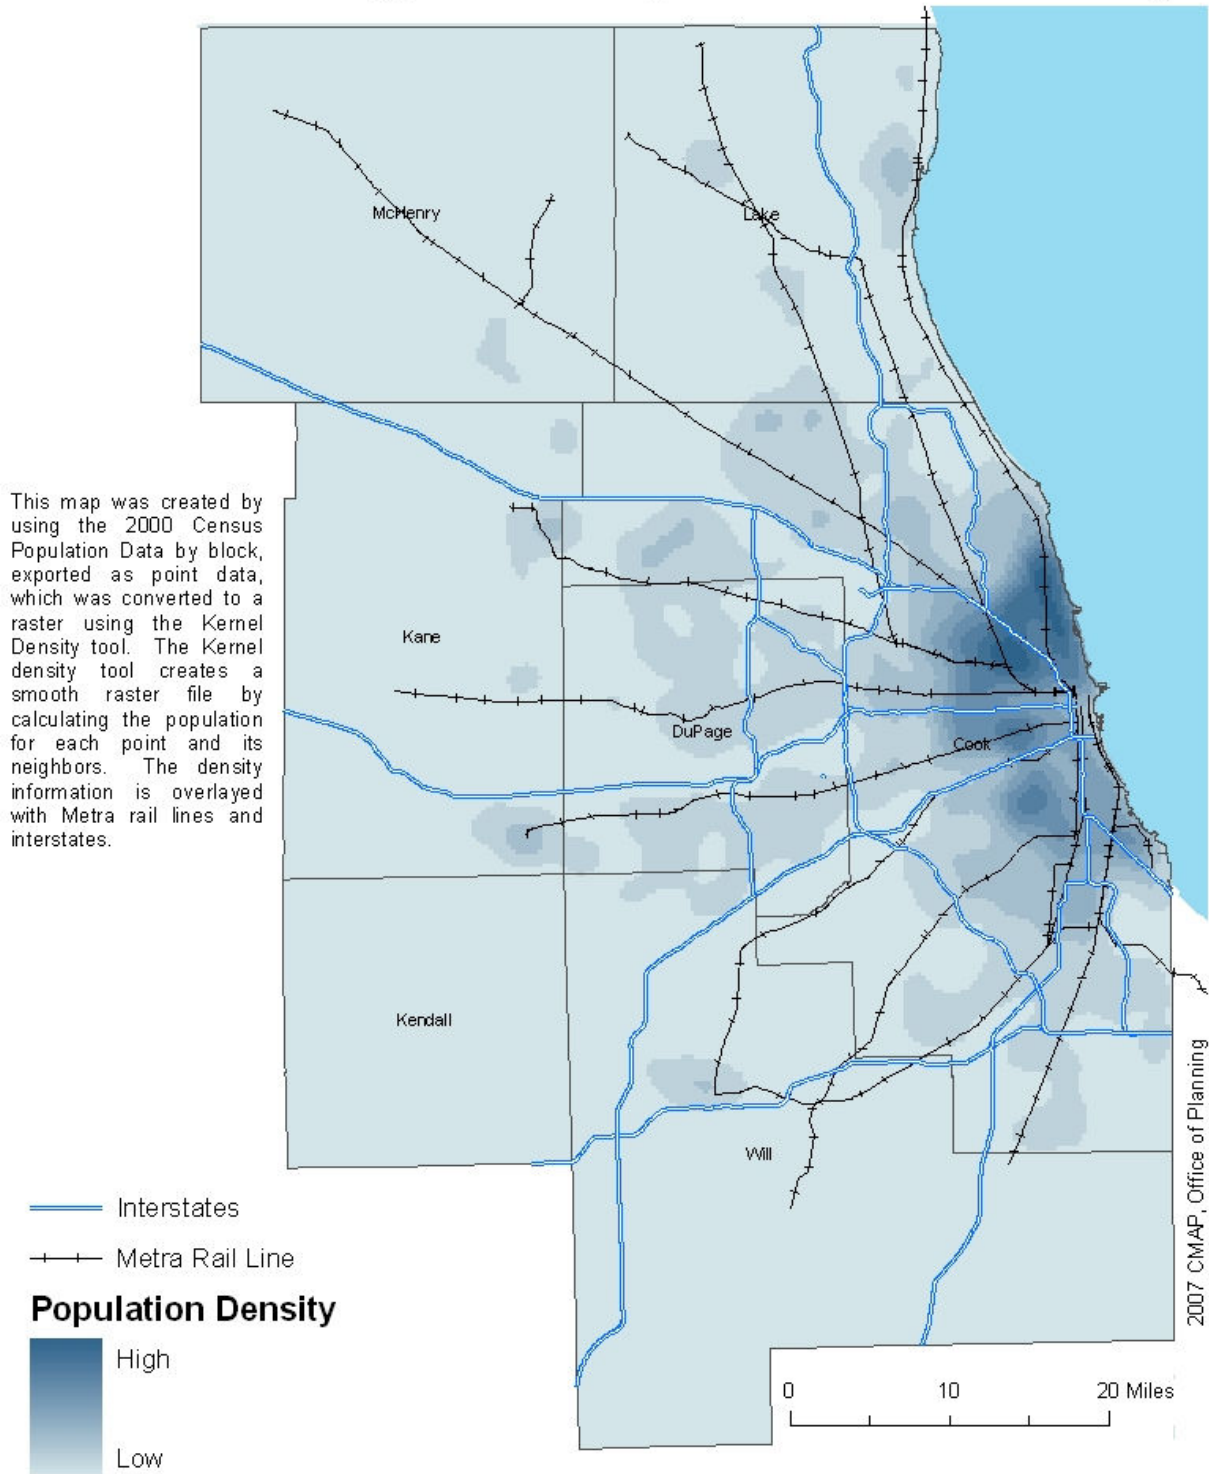 McHenry
Lake
This map was created by
using the 2000 Census
Population Data by block,
exported as point data,
which was converted to a
raster using the Kernel
Density tool. The Kernel
density tool creates a
smooth raster file by
calculating the population
for each point and its
neighbors. The density
information is overlayed
with Metra rail lines and
interstates.
Kane
DuPage
Cook
Kendall
Will
2007 CMAP, Office of Planning
Interstates
Metra Rail Line
Population Density
High
Low
0 10 20 Miles